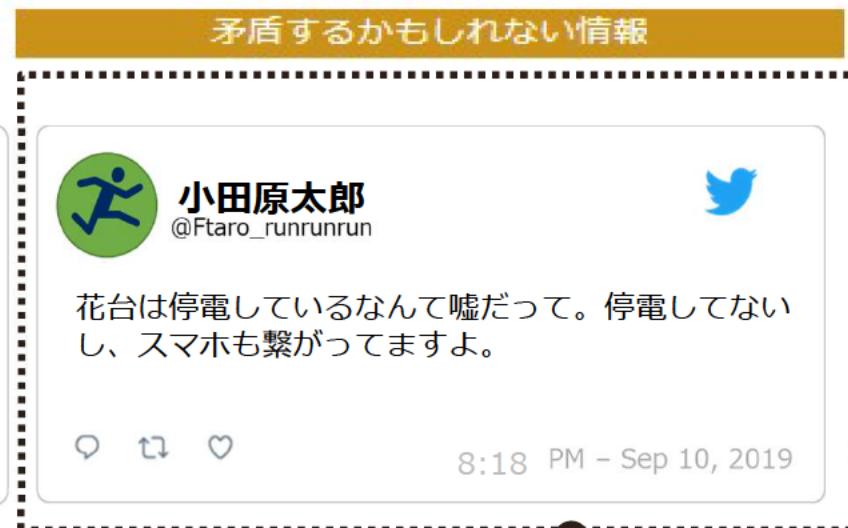 矛盾するかもしれない情報
小田原太郎
@Ftaro_runrunrun
花台は停電しているなんて嘘だって。停電してない
し、スマホも繋がってますよ。
8:18 PM – Sep 10, 2019